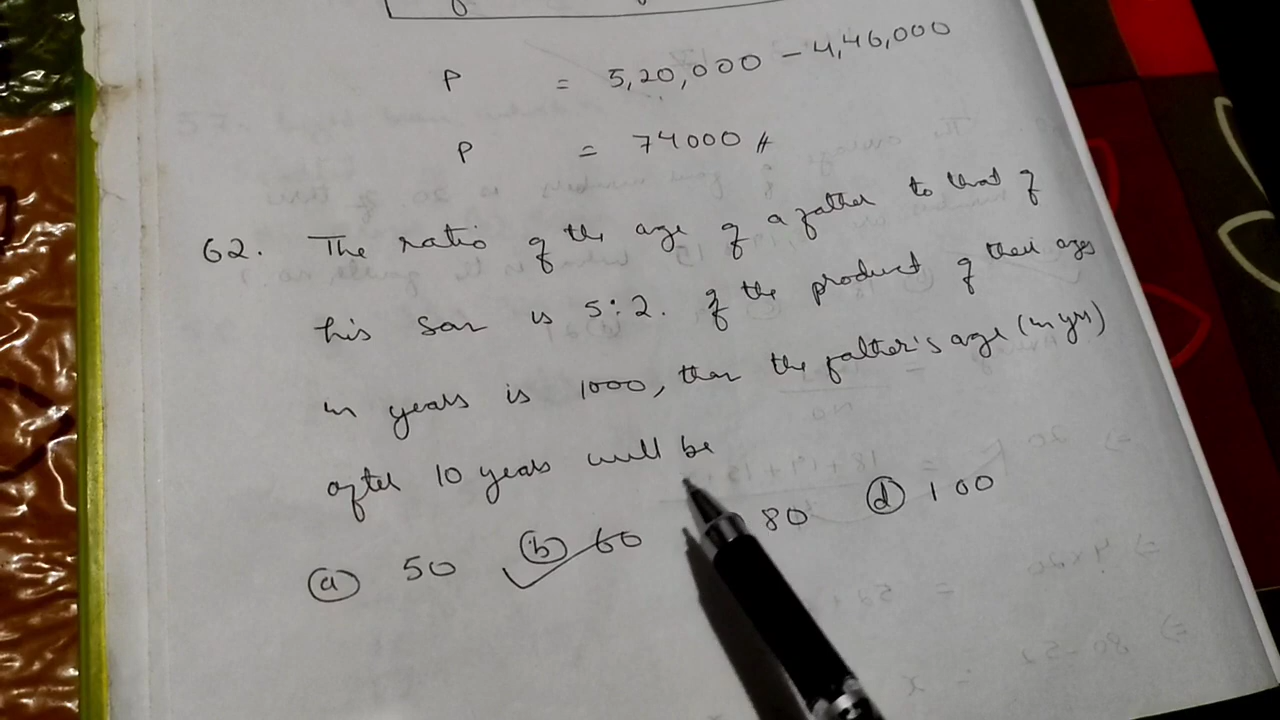 P = 5,20,000 - 4,46,000
P = 74000 //
62. The ratio of the age of a father to that of
his son is 5:2. If the product of their ages
in years is 1000, then the father's age (in yrs)
after 10 years will be
(a) 50 (b) 60 80 (d) 100